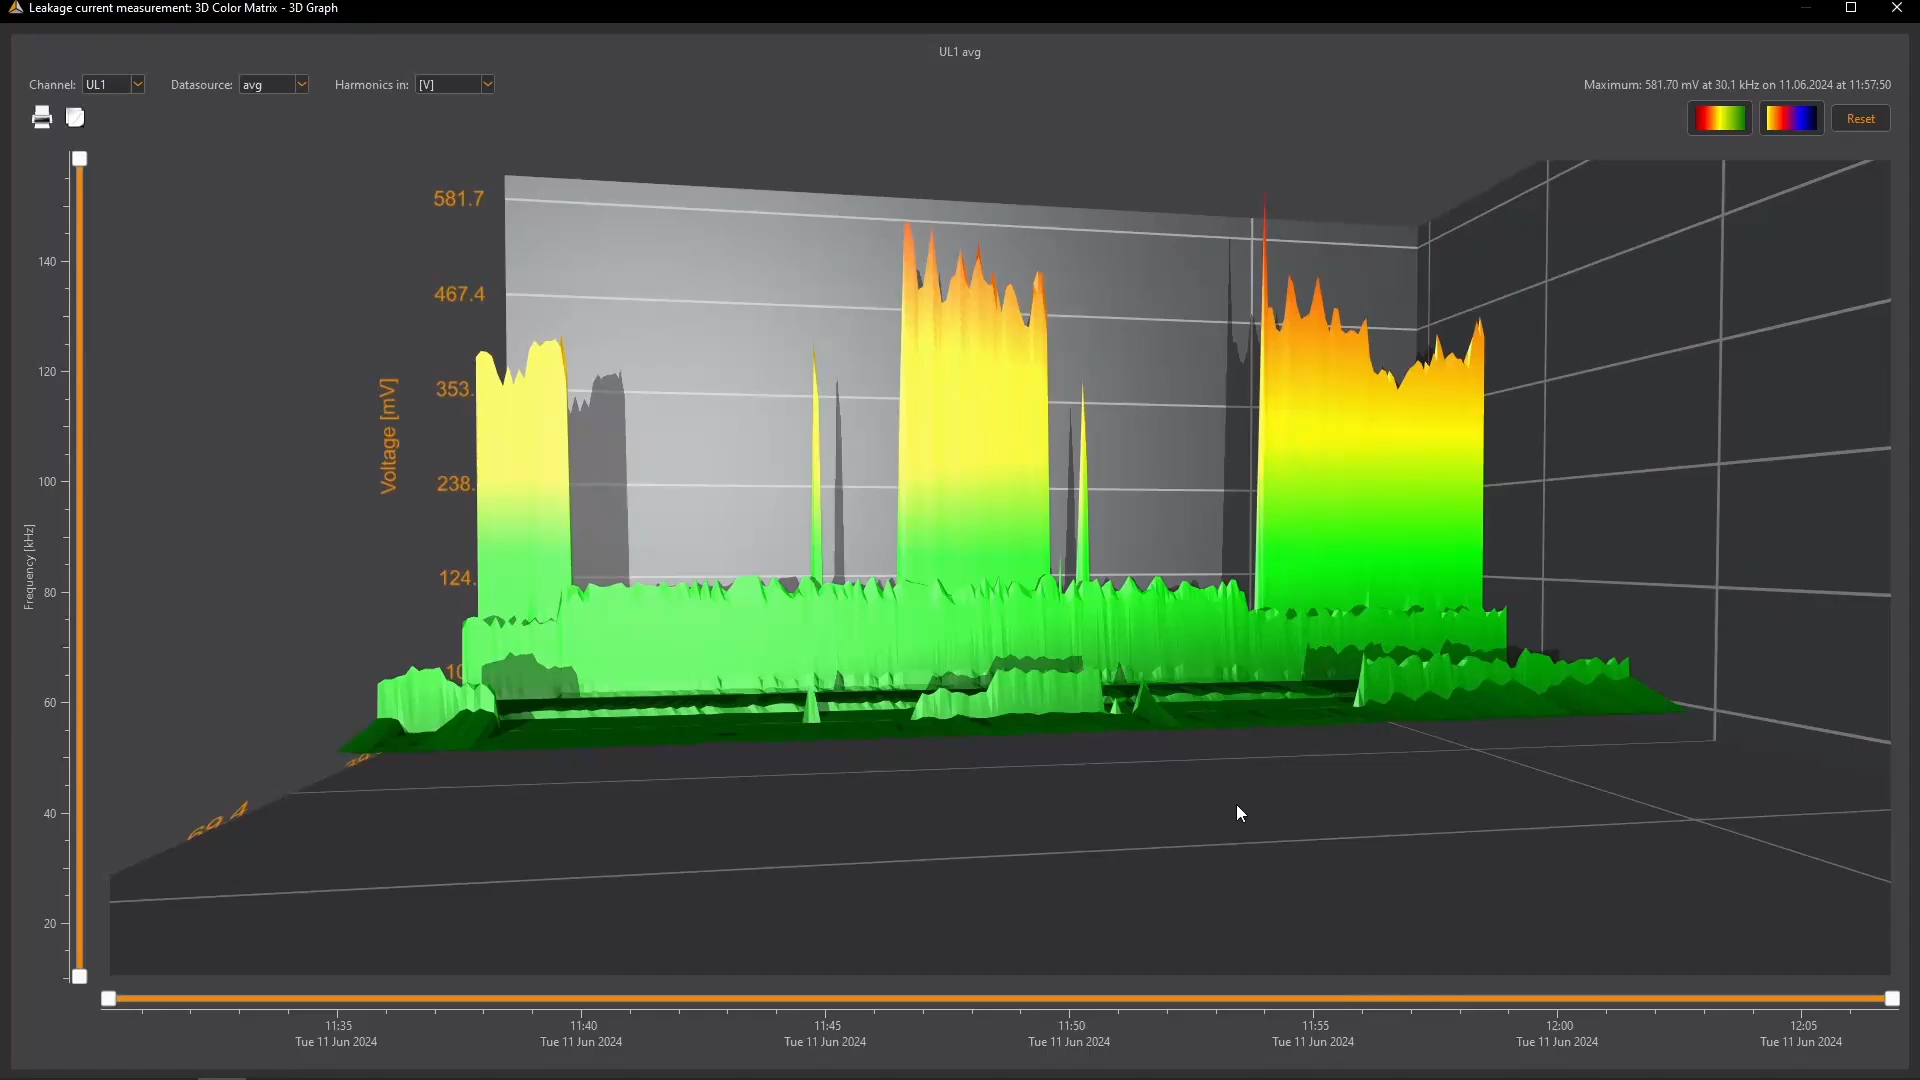 Leakage current measurement: 3D Color Matrix - 3D Graph
UL1 avg
Channel: UL1 Datasource: avg Harmonics in: [V]
Maximum: 581.70 mV at 30.1 kHz on 11.06.2024 at 11:57:50
Reset
581.7
467.4
353.
238.
124.
10
Voltage [mV]
69.4
Frequency [kHz]
140
120
100
80
60
40
20
11:35 11:40 11:45 11:50 11:55 12:00 12:05
Tue 11 Jun 2024 Tue 11 Jun 2024 Tue 11 Jun 2024 Tue 11 Jun 2024 Tue 11 Jun 2024 Tue 11 Jun 2024 Tue 11 Jun 2024